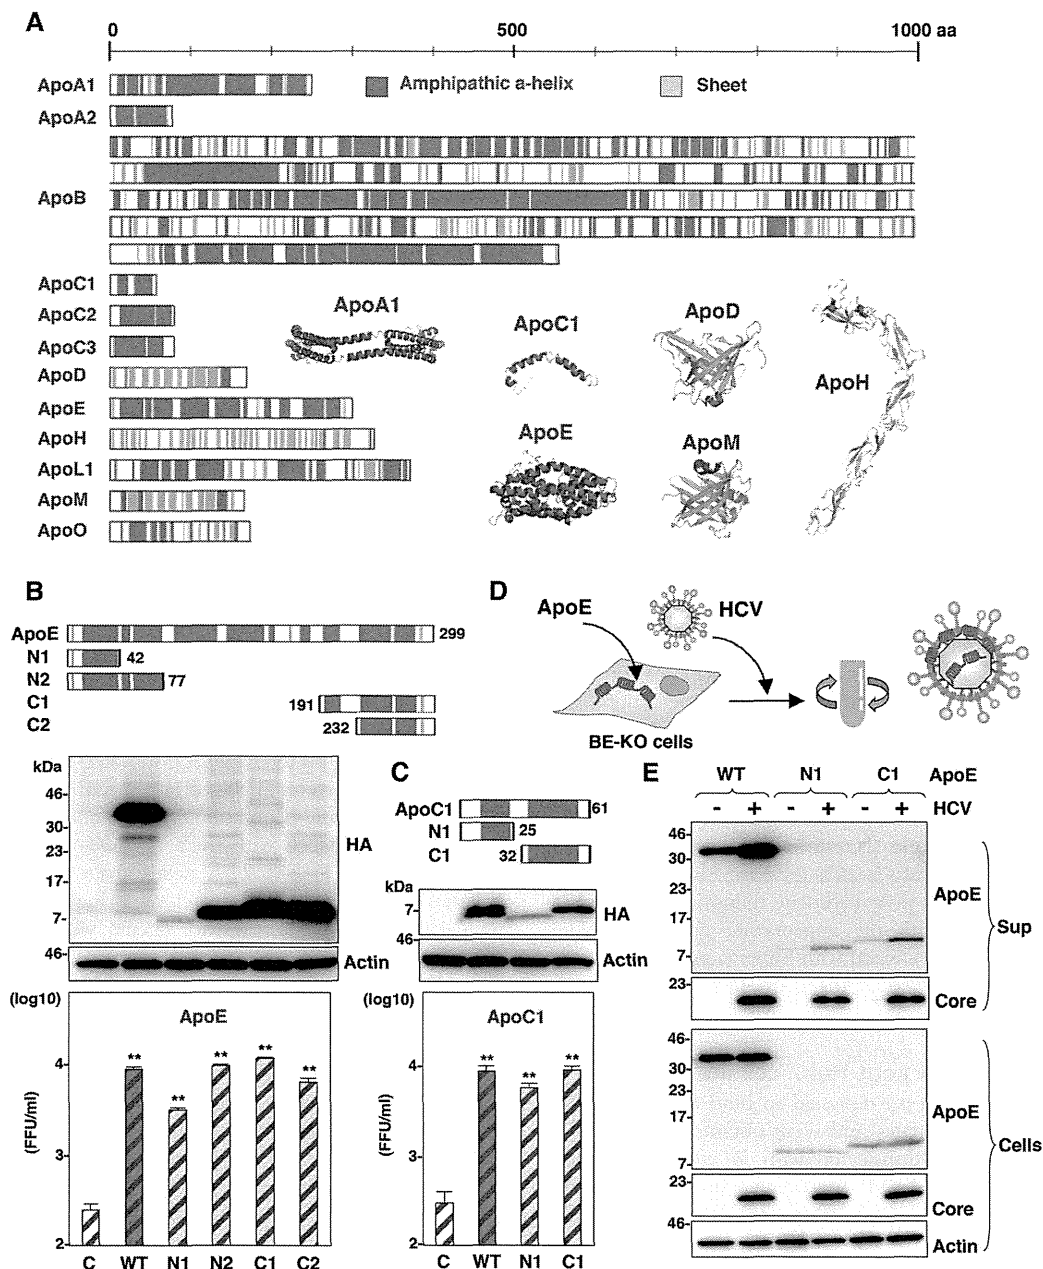 A
0 500 1000 aa
ApoA1
Amphipathic a-helix
Sheet
ApoA2
ApoB
ApoC1
ApoC2
ApoC3
ApoD
ApoE
ApoH
ApoL1
ApoM
ApoO
ApoA1
ApoC1
ApoD
ApoH
ApoE
ApoM
B
ApoE 299
N1 42
N2 77
C1 191
C2 232
kDa
46-
30-
23-
17-
7-
HA
46-
Actin
(log10)
ApoE
4
3
2
(FFU/ml)
** ** ** ** **
C WT N1 N2 C1 C2
C
ApoC1 61
N1 25
C1 32
kDa
7-
HA
46
Actin
(log10)
ApoC1
4
3
2
(FFU/ml)
** ** **
C WT N1 C1
D
ApoE
HCV
BE-KO cells
E
WT N1 C1 ApoE
- + - + - + HCV
46-
30-
23-
17-
7-
ApoE
23-
Core
Sup
46-
30-
23-
17-
7-
ApoE
23
Core
46-
Actin
Cells